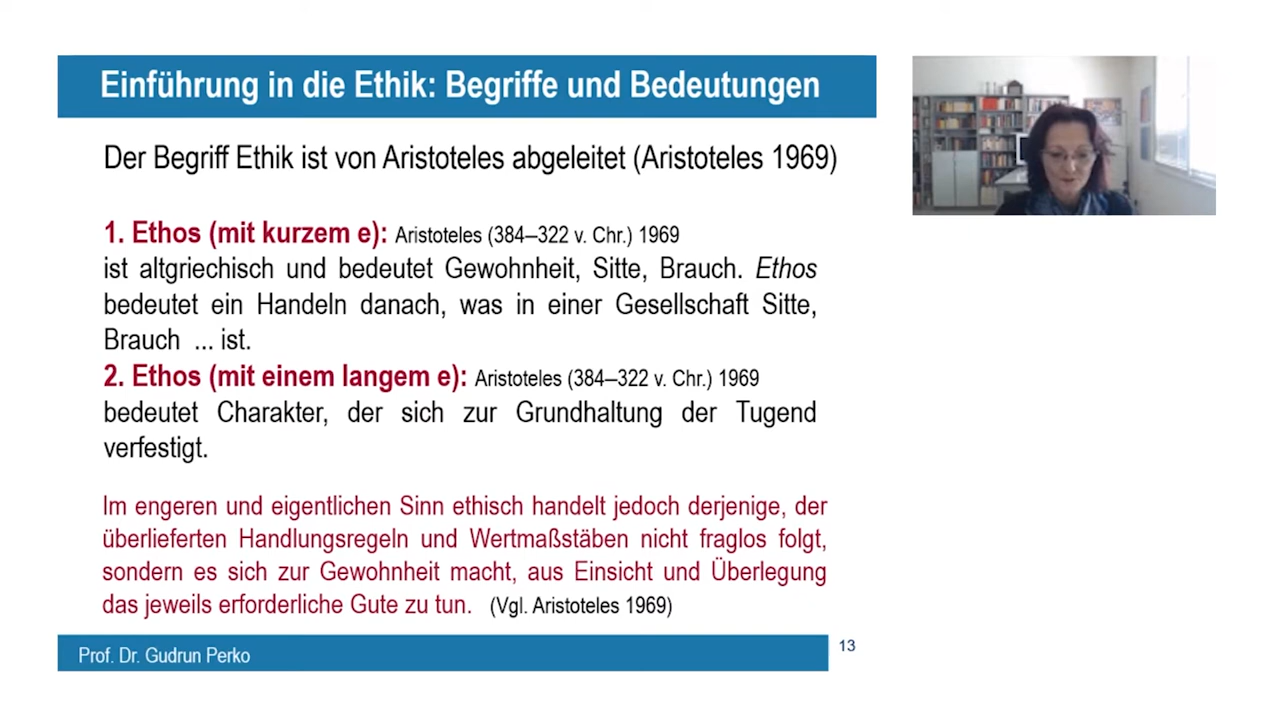 Einführung in die Ethik: Begriffe und Bedeutungen
Der Begriff Ethik ist von Aristoteles abgeleitet (Aristoteles 1969)
1. Ethos (mit kurzem e): Aristoteles (384–322 v. Chr.) 1969
ist altgriechisch und bedeutet Gewohnheit, Sitte, Brauch. Ethos
bedeutet ein Handeln danach, was in einer Gesellschaft Sitte,
Brauch ... ist.
2. Ethos (mit einem langem e): Aristoteles (384–322 v. Chr.) 1969
bedeutet Charakter, der sich zur Grundhaltung der Tugend
verfestigt.
Im engeren und eigentlichen Sinn ethisch handelt jedoch derjenige, der
überlieferten Handlungsregeln und Wertmaßstäben nicht fraglos folgt,
sondern es sich zur Gewohnheit macht, aus Einsicht und Überlegung
das jeweils erforderliche Gute zu tun. (Vgl. Aristoteles 1969)
Prof. Dr. Gudrun Perko
13